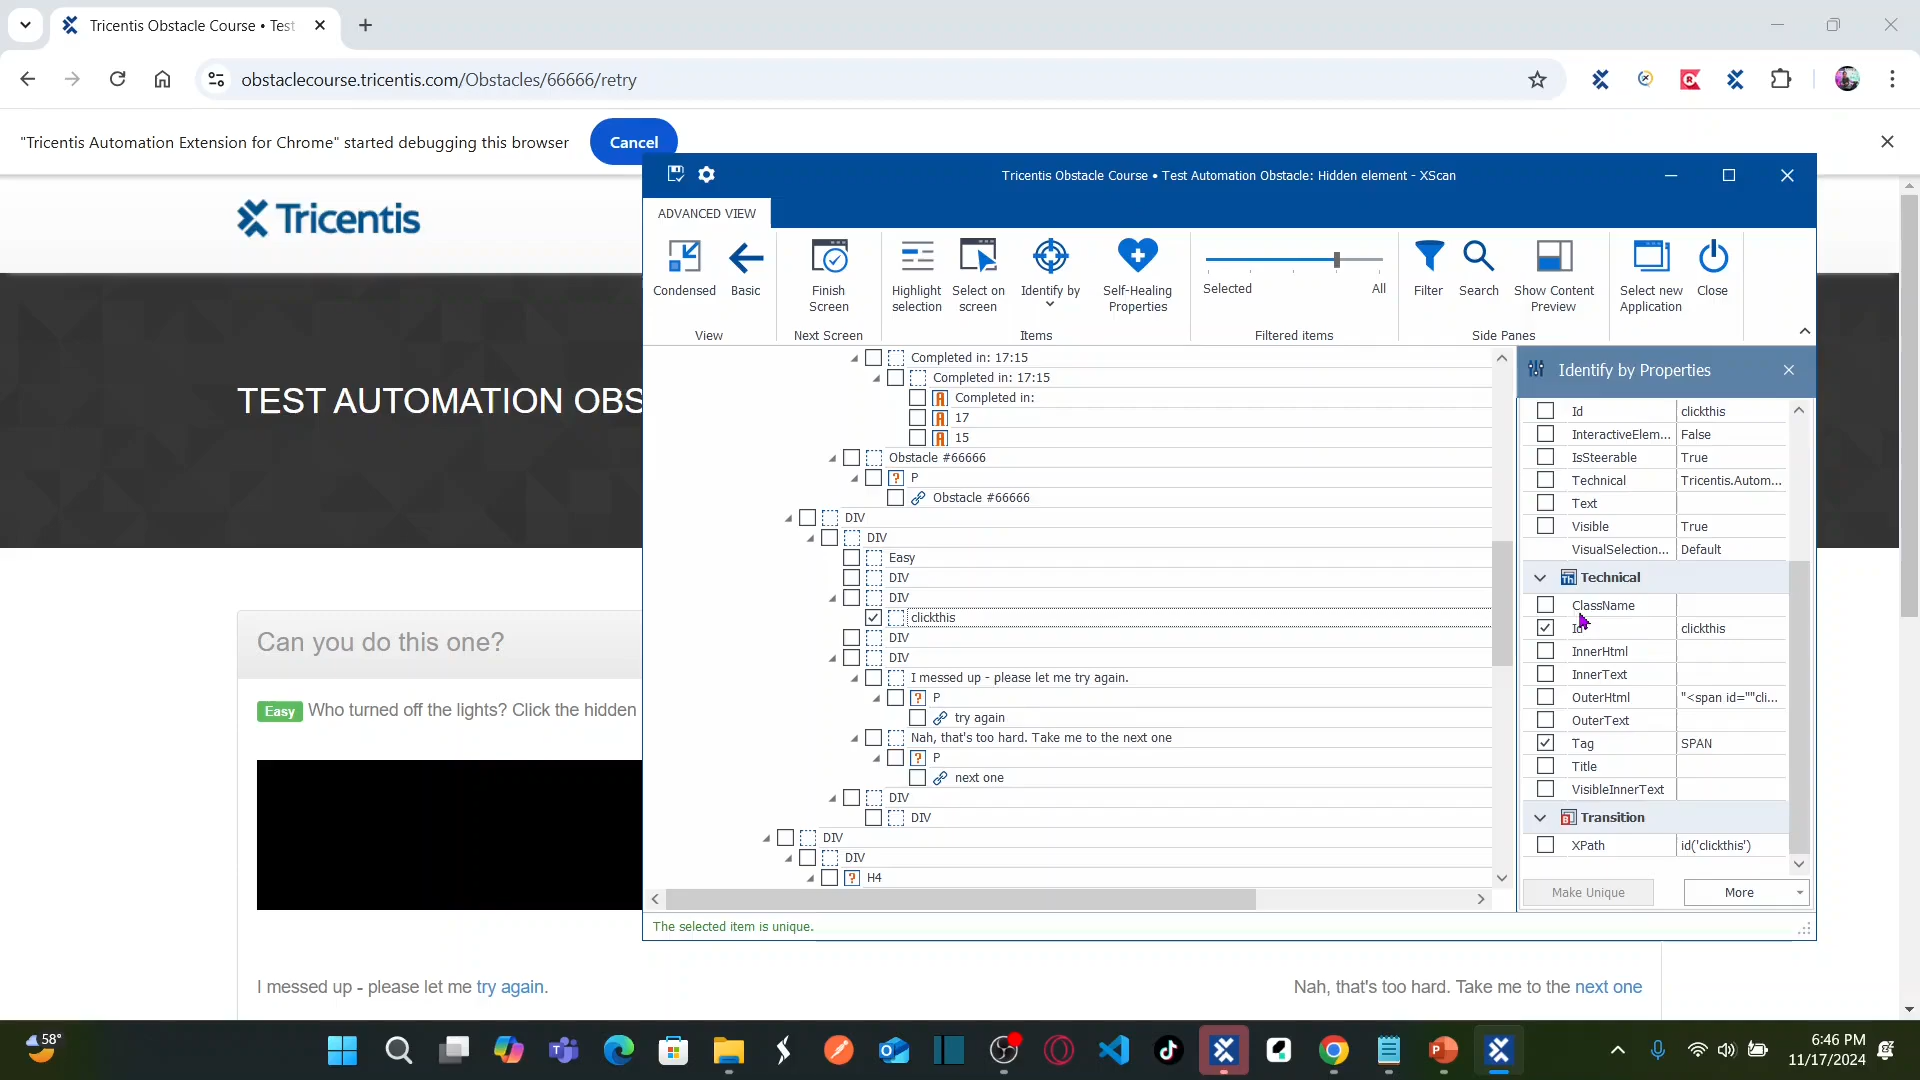 Tricentis Obstacle Course • Test
obstaclecourse.tricentis.com/Obstacles/66666/retry
"Tricentis Automation Extension for Chrome" started debugging this browser
Cancel
Tricentis
TEST AUTOMATION OBS
Can you do this one?
Easy Who turned off the lights? Click the hidden
I messed up - please let me try again.
Nah, that's too hard. Take me to the next one
Tricentis Obstacle Course • Test Automation Obstacle: Hidden element - XScan
ADVANCED VIEW
Condensed
Basic
Finish Screen
Highlight selection
Select on screen
Identify by
Self-Healing Properties
Selected
All
Filter
Search
Show Content Preview
Select new Application
Close
View
Next Screen
Items
Filtered items
Side Panes
Completed in: 17:15
Completed in: 17:15
Completed in:
17
15
Obstacle #66666
P
Obstacle #66666
DIV
DIV
Easy
DIV
DIV
clickthis
DIV
DIV
I messed up - please let me try again.
P
try again
Nah, that's too hard. Take me to the next one
P
next one
DIV
DIV
DIV
DIV
H4
The selected item is unique.
Identify by Properties
Id clickthis
InteractiveElem... False
IsSteerable True
Technical Tricentis.Autom...
Text
Visible True
VisualSelection... Default
Technical
ClassName
Id clickthis
InnerHtml
InnerText
OuterHtml "<span id=""cli...
OuterText
Tag SPAN
Title
VisibleInnerText
Transition
XPath id('clickthis')
Make Unique
More
58°
6:46 PM
11/17/2024